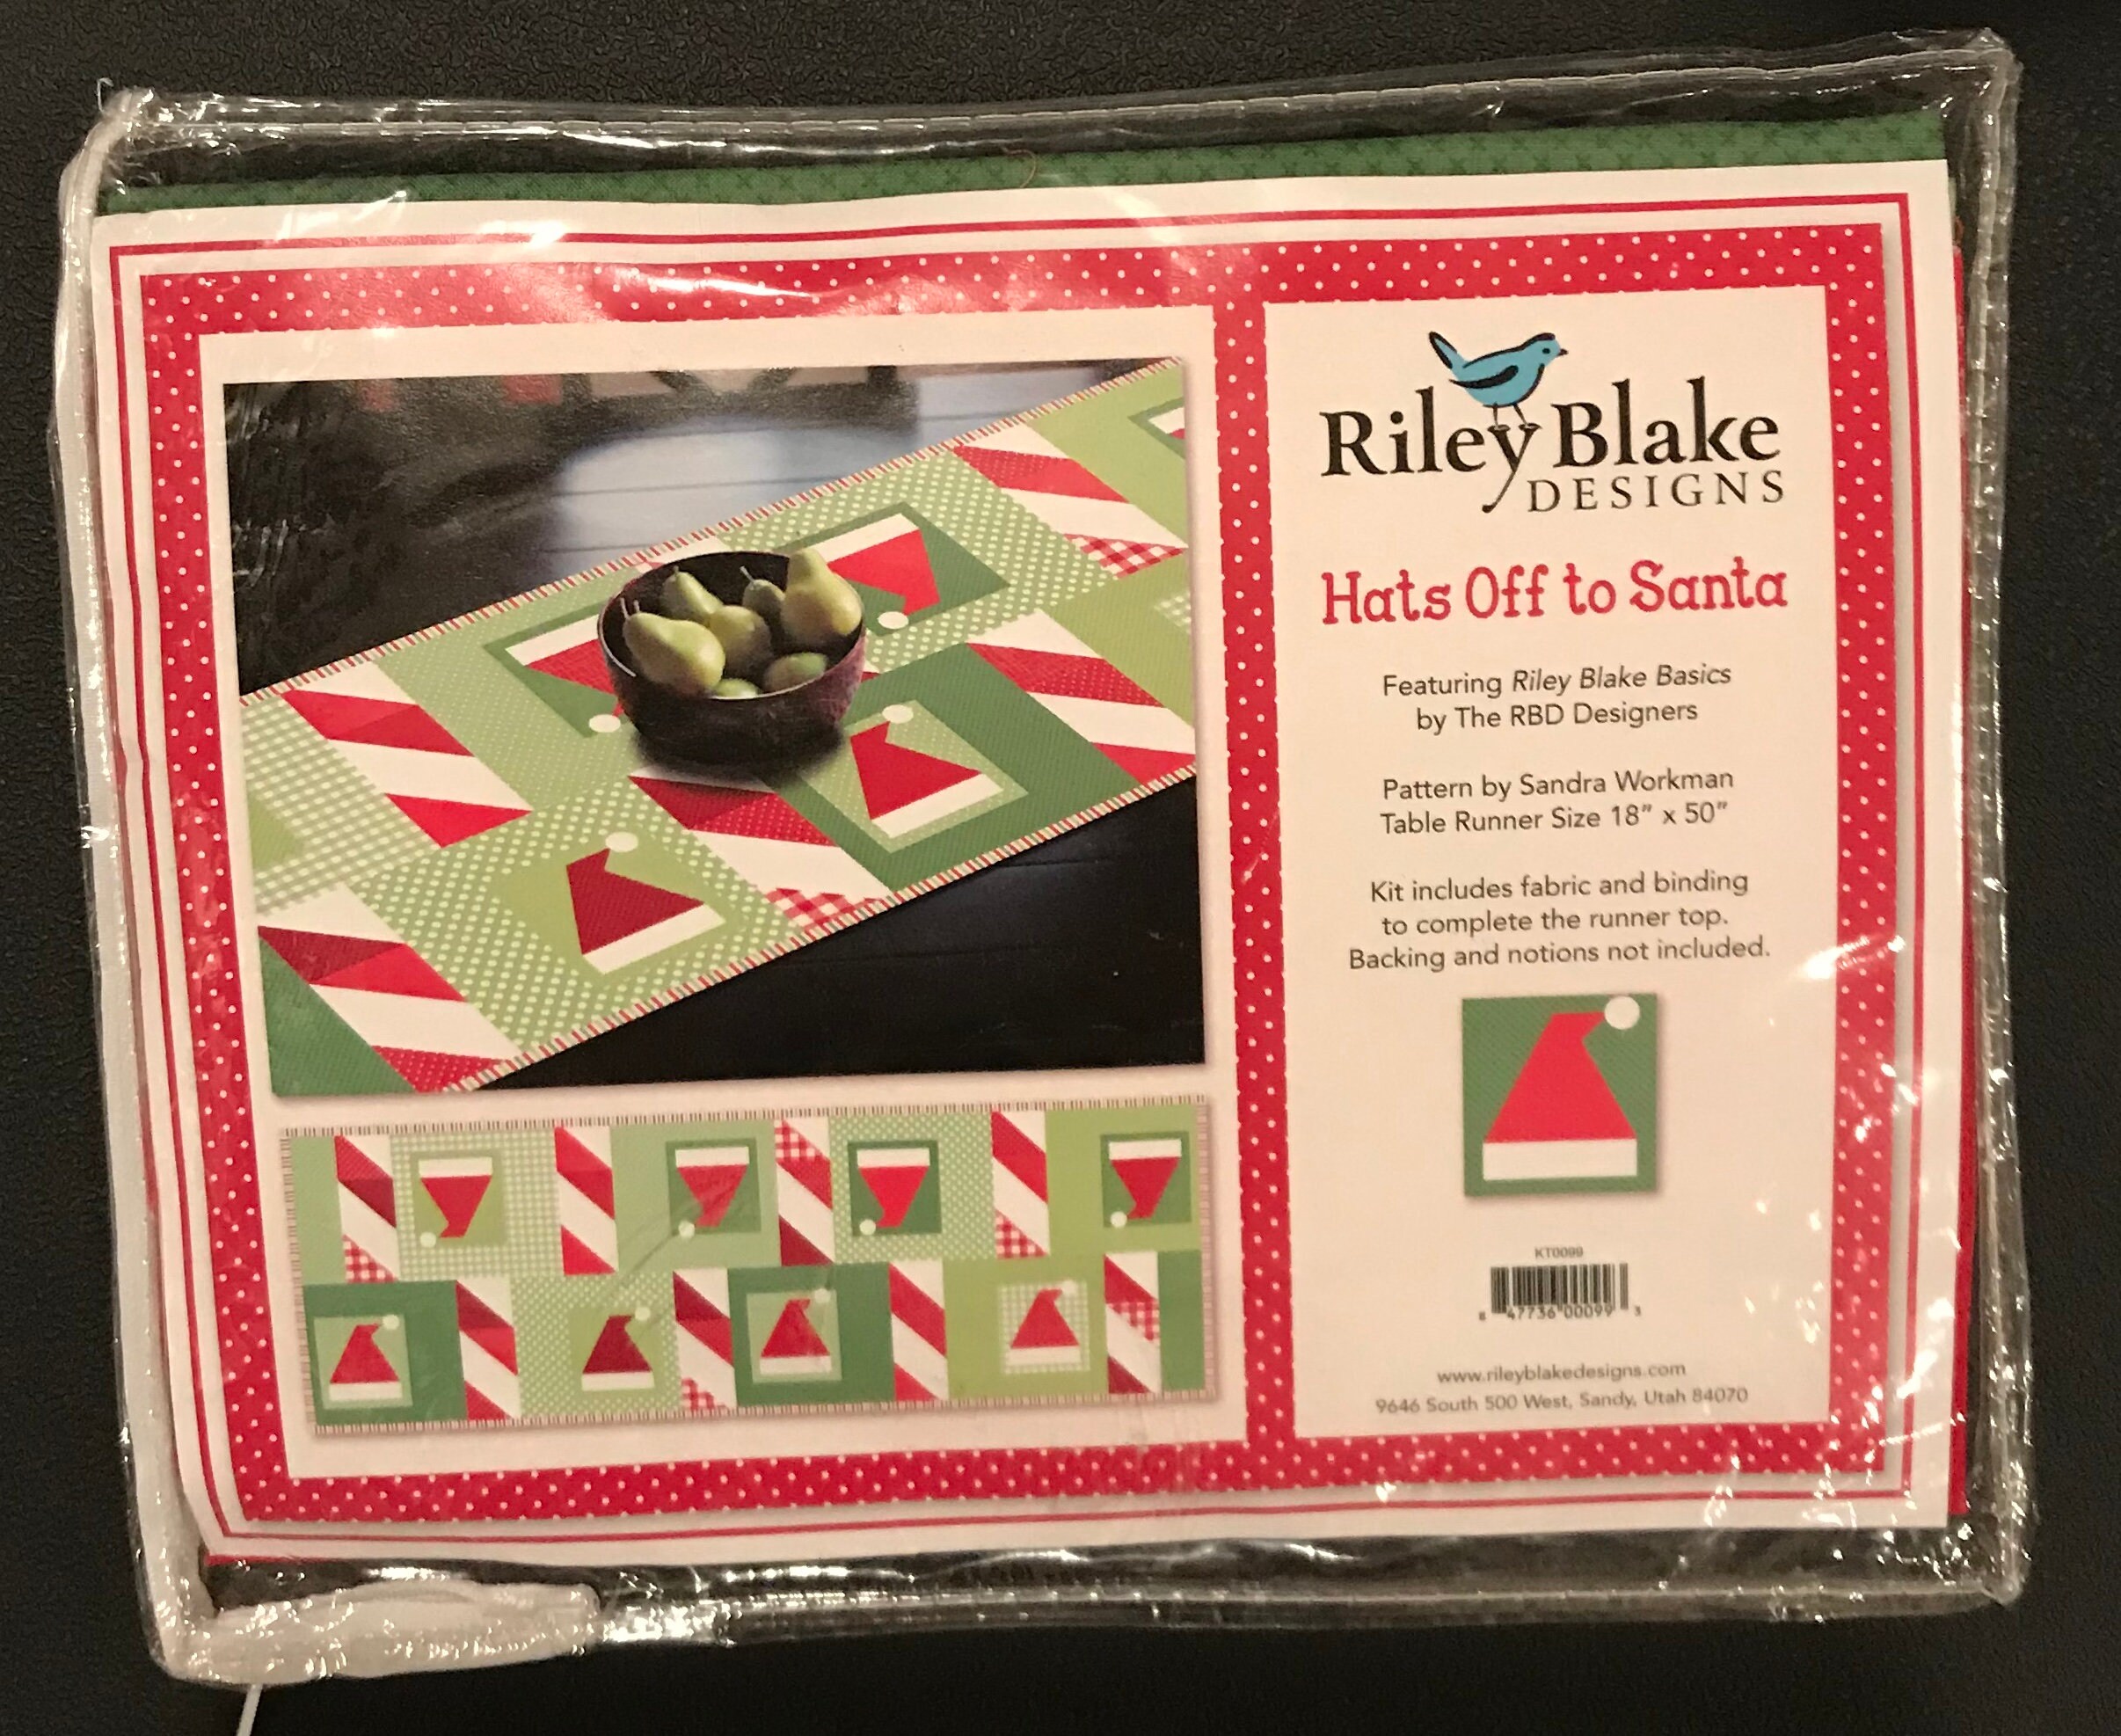 Riley Blake
DESIGNS
Hats Off to Santa
Featuring Riley Blake Basics
by The RBD Designers
Pattern by Sandra Workman
Table Runner Size 18” x 50”
Kit includes fabric and binding
to complete the runner top.
Backing and notions not included.
KT0099
47736 00099 3
www.rileyblakedesigns.com
9646 South 500 West, Sandy, Utah 84070